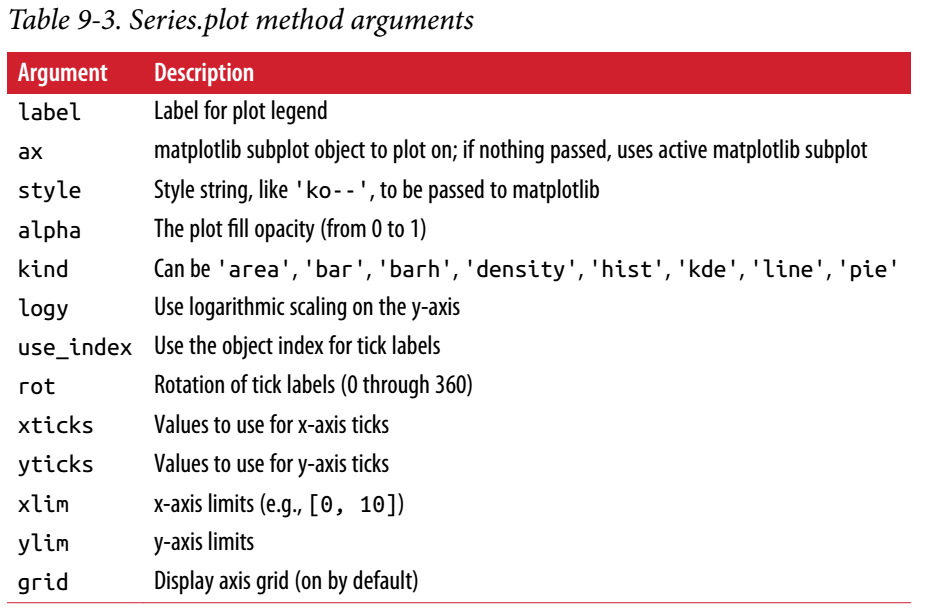 Table 9-3. Series.plot method arguments
Argument Description
label Label for plot legend
ax matplotlib subplot object to plot on; if nothing passed, uses active matplotlib subplot
style Style string, like 'ko--', to be passed to matplotlib
alpha The plot fill opacity (from 0 to 1)
kind Can be 'area', 'bar', 'barh', 'density', 'hist', 'kde', 'line', 'pie'
logy Use logarithmic scaling on the y-axis
use_index Use the object index for tick labels
rot Rotation of tick labels (0 through 360)
xticks Values to use for x-axis ticks
yticks Values to use for y-axis ticks
xlim x-axis limits (e.g., [0, 10])
ylim y-axis limits
grid Display axis grid (on by default)